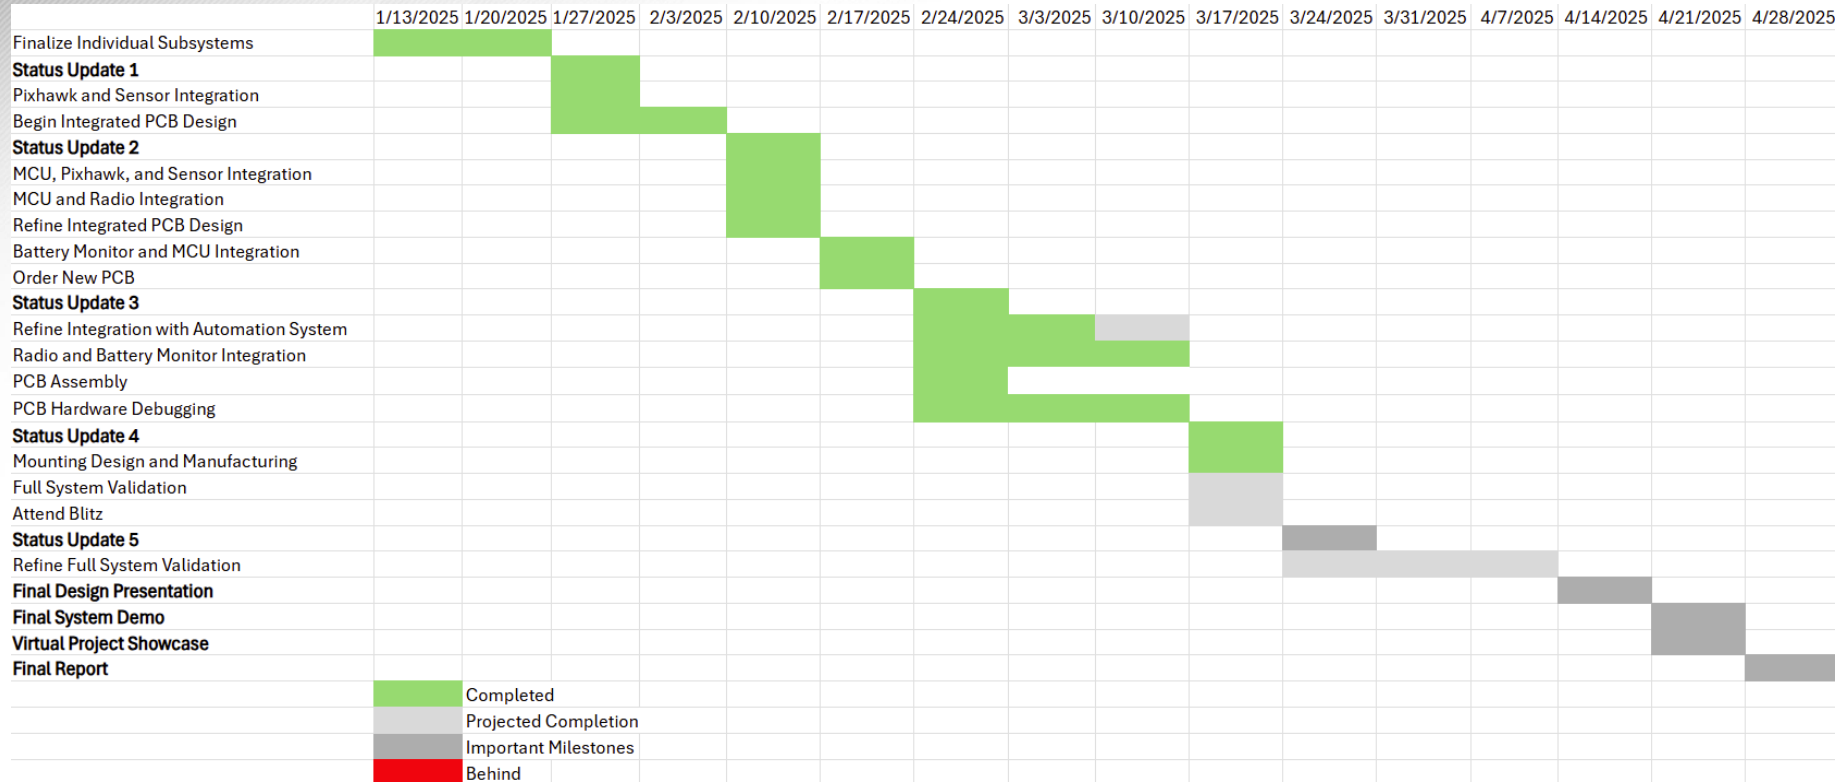 1/13/2025 1/20/2025 1/27/2025 2/3/2025 2/10/2025 2/17/2025 2/24/2025 3/3/2025 3/10/2025 3/17/2025 3/24/2025 3/31/2025 4/7/2025 4/14/2025 4/21/2025 4/28/2025
Finalize Individual Subsystems
Status Update 1
Pixhawk and Sensor Integration
Begin Integrated PCB Design
Status Update 2
MCU, Pixhawk, and Sensor Integration
MCU and Radio Integration
Refine Integrated PCB Design
Battery Monitor and MCU Integration
Order New PCB
Status Update 3
Refine Integration with Automation System
Radio and Battery Monitor Integration
PCB Assembly
PCB Hardware Debugging
Status Update 4
Mounting Design and Manufacturing
Full System Validation
Attend Blitz
Status Update 5
Refine Full System Validation
Final Design Presentation
Final System Demo
Virtual Project Showcase
Final Report
Completed
Projected Completion
Important Milestones
Behind